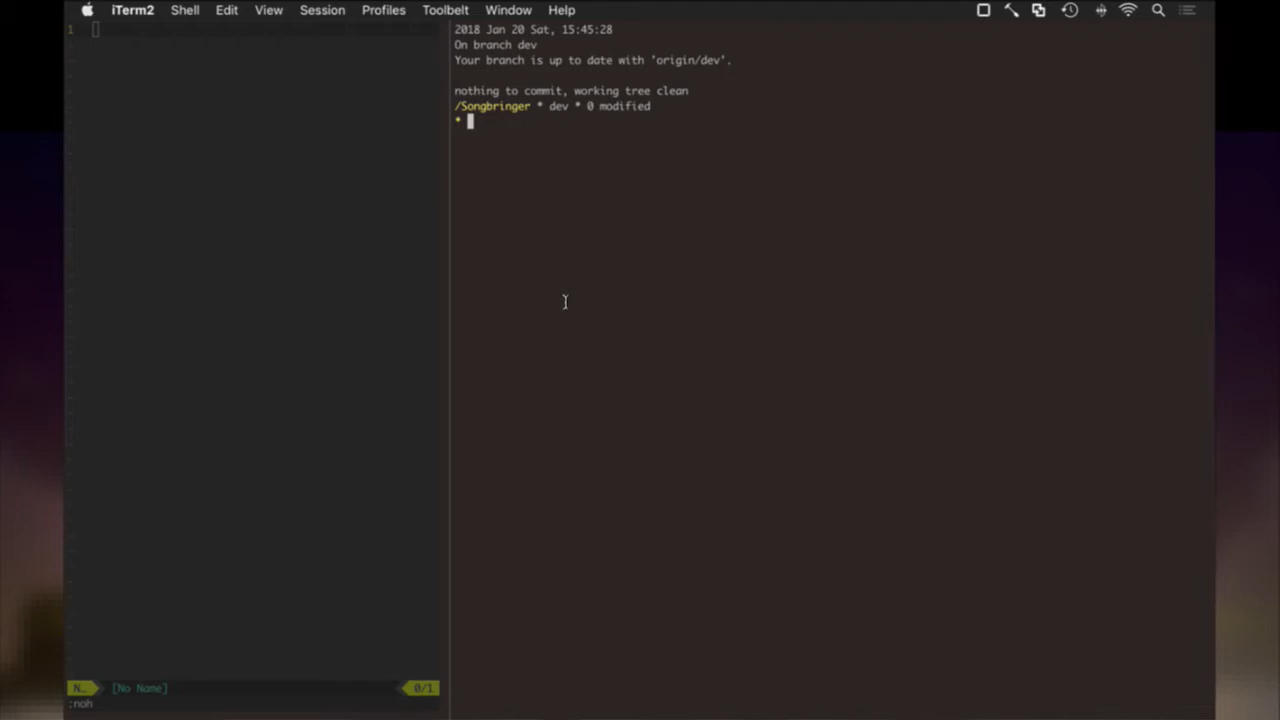 iTerm2 Shell Edit View Session Profiles Toolbelt Window Help
1
N… [No Name] 0/1
:noh
2018 Jan 20 Sat, 15:45:28
On branch dev
Your branch is up to date with 'origin/dev'.
nothing to commit, working tree clean
/Songbringer * dev * 0 modified
*